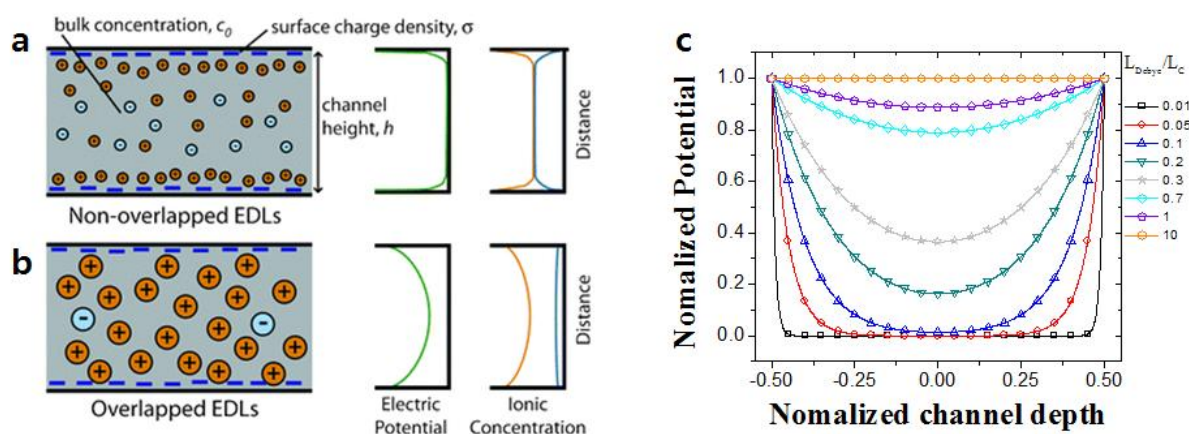 a
bulk concentration, c0
surface charge density, σ
channel
height, h
Non-overlapped EDLs
Distance
b
Overlapped EDLs
Electric
Potential
Ionic
Concentration
Distance
c
Nomalized Potential
1.0
0.8
0.6
0.4
0.2
0.0
-0.50
-0.25
0.00
0.25
0.50
Nomalized channel depth
LDebye/LC
0.01
0.05
0.1
0.2
0.3
0.7
1
10